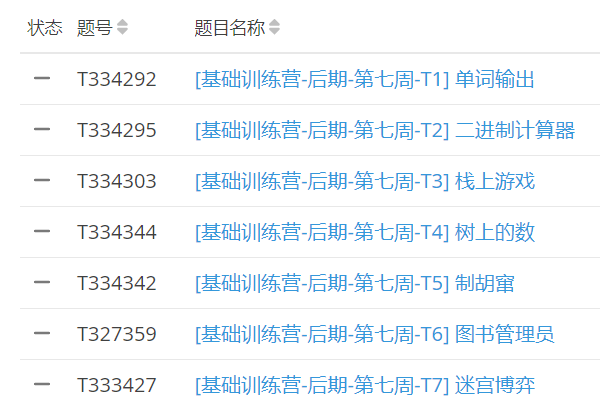 状态 题号 题目名称
T334292 [基础训练营-后期-第七周-T1] 单词输出
T334295 [基础训练营-后期-第七周-T2] 二进制计算器
T334303 [基础训练营-后期-第七周-T3] 栈上游戏
T334344 [基础训练营-后期-第七周-T4] 树上的数
T334342 [基础训练营-后期-第七周-T5] 制胡窜
T327359 [基础训练营-后期-第七周-T6] 图书管理员
T333427 [基础训练营-后期-第七周-T7] 迷宫博弈